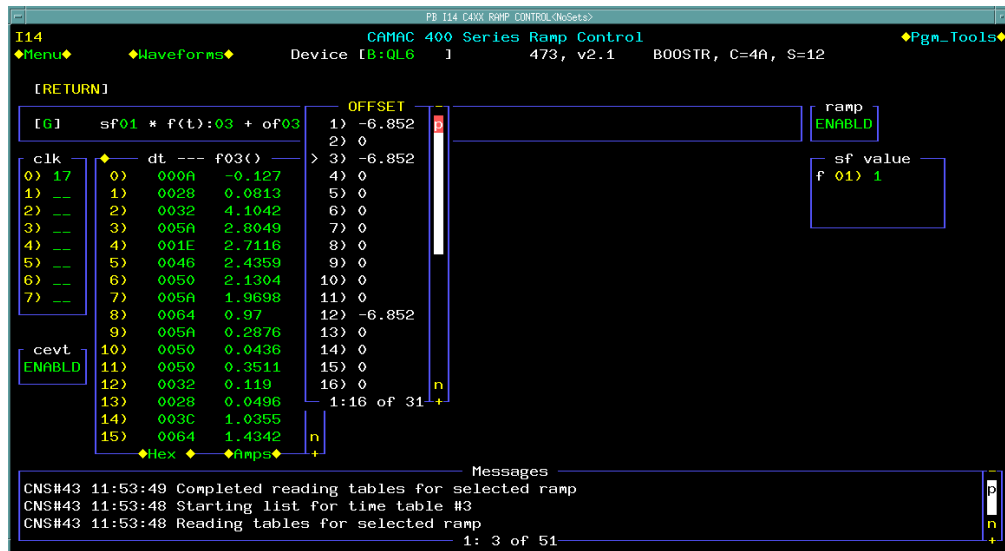 PB I14 C4XX RAMP CONTROL<NoSets>
I14 CAMAC 400 Series Ramp Control ◆Pgm_Tools◆
◆Menu◆ ◆Waveforms◆ Device [B:QL6 ] 473, v2.1 BOOSTR, C=4A, S=12
[RETURN]
[G] sf01 * f(t):03 + of03
OFFSET -
1) -6.852 p
2) 0
> 3) -6.852
4) 0
5) 0
6) 0
7) 0
8) 0
9) 0
10) 0
11) 0
12) -6.852
13) 0
14) 0
15) 0
16) 0 n
1:16 of 31 +
ramp
ENABLD
clk
0) 17
1) __
2) __
3) __
4) __
5) __
6) __
7) __
cevt
ENABLD
◆ dt --- f03()
0) 000A -0.127
1) 0028 0.0813
2) 0032 4.1042
3) 005A 2.8049
4) 001E 2.7116
5) 0046 2.4359
6) 0050 2.1304
7) 005A 1.9698
8) 0064 0.97
9) 005A 0.2876
10) 0050 0.0436
11) 0050 0.3511
12) 0032 0.119
13) 0028 0.0496
14) 003C 1.0355
15) 0064 1.4342 n
◆Hex ◆ ◆Amps◆ +
sf value
f 01) 1
Messages -
CNS#43 11:53:49 Completed reading tables for selected ramp p
CNS#43 11:53:48 Starting list for time table #3
CNS#43 11:53:48 Reading tables for selected ramp n
1: 3 of 51 +